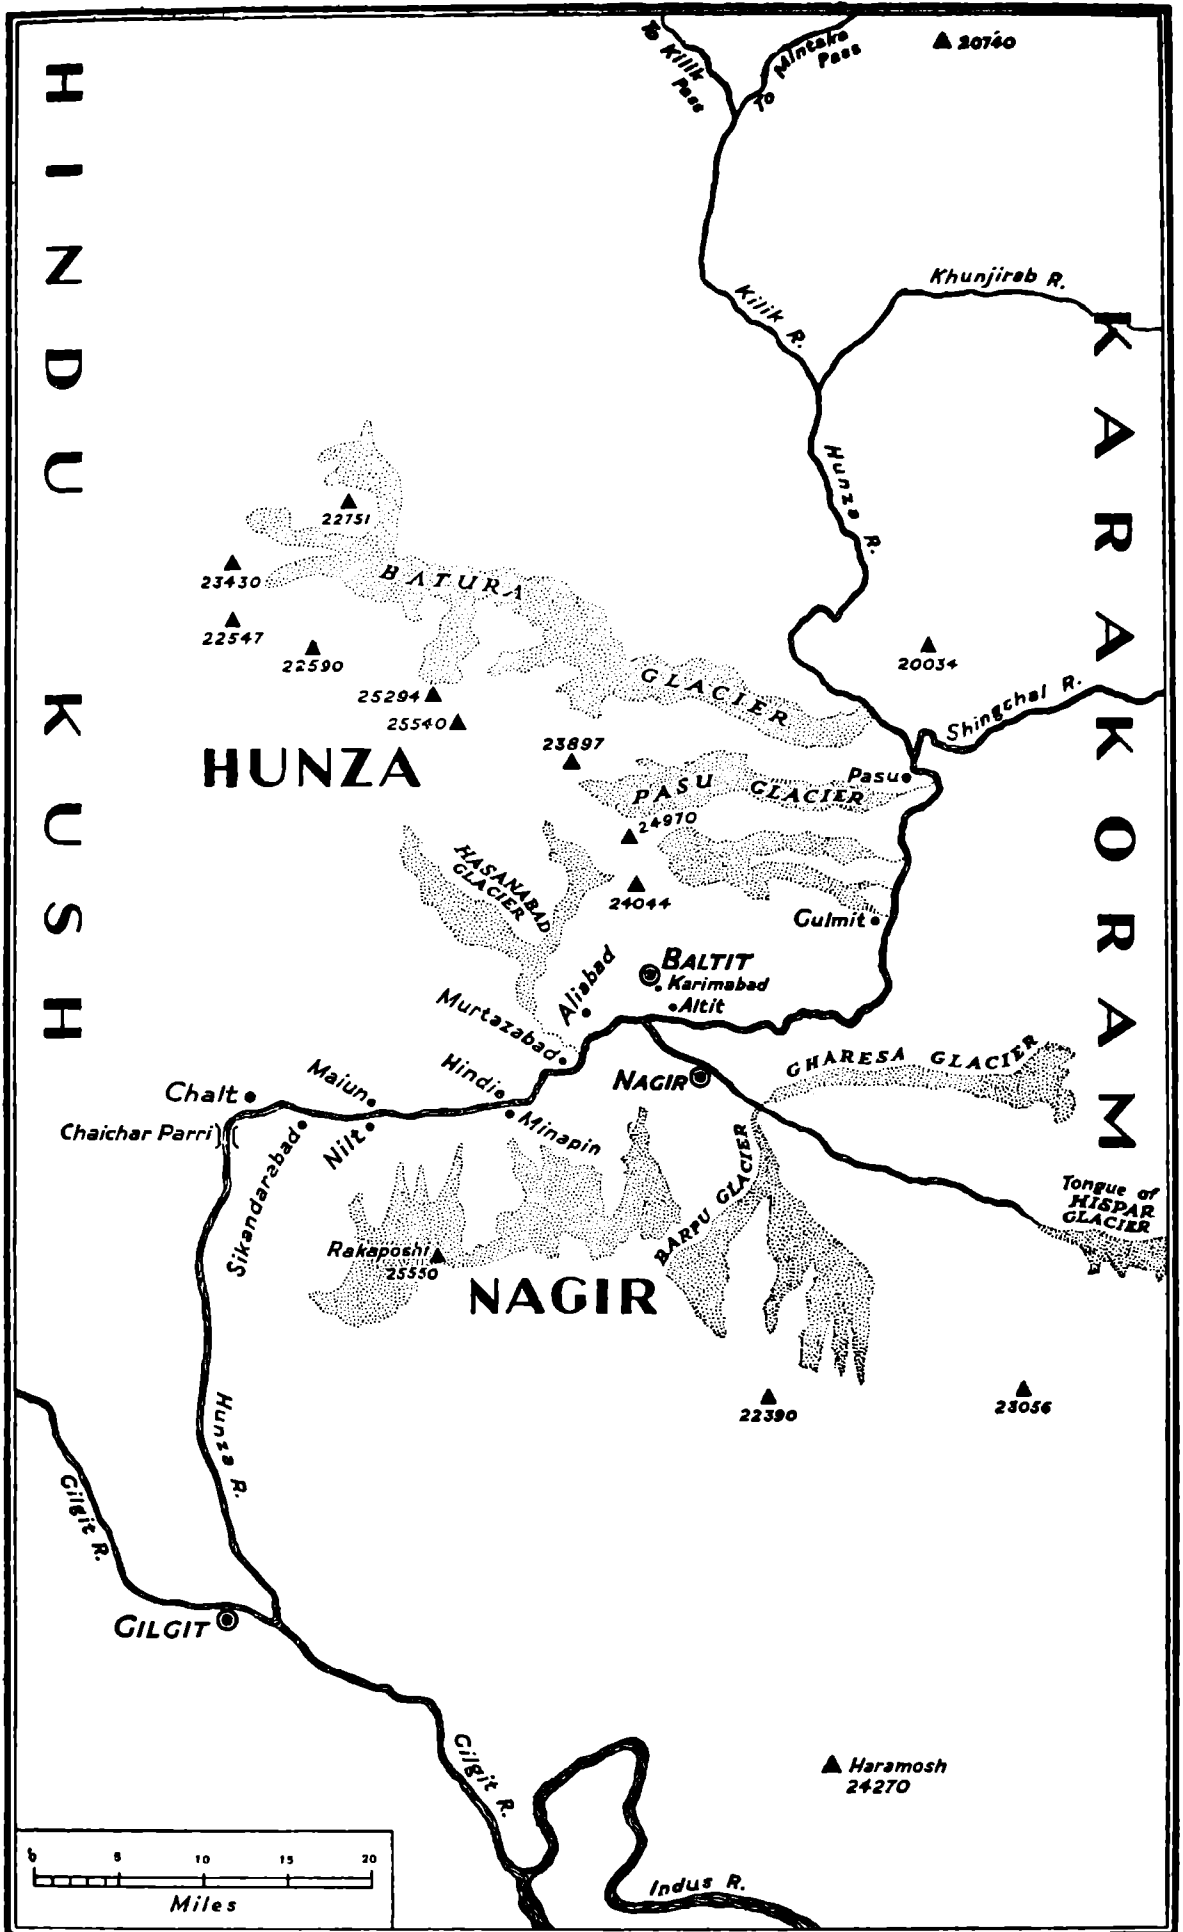 HINDU KUSH
KARAKORAM
To Killik Pass
To Mintaka Pass
20740
Khunjirab R.
Kilik R.
Hunza R.
22751
23430
BATURA GLACIER
22547
22590
20034
25294
25540
Shingshal R.
HUNZA
23897
Pasu
PASU GLACIER
24970
HASANABAD
GLACIER
24044
Gulmit
Aliabad
BALTIT
Karimabad
Altit
Murtazabad
GHARESA GLACIER
Hindie
NAGIR
Maiun
Chalt
Minapin
Chaichar Parri
Nilt
Sikandarabad
BARPU GLACIER
Tongue of
HISPAR
GLACIER
Rakaposhi
25550
NAGIR
22390
23056
Hunza R.
Gilgit R.
GILGIT
Gilgit R.
Haramosh
24270
Indus R.
0 5 10 15 20
Miles